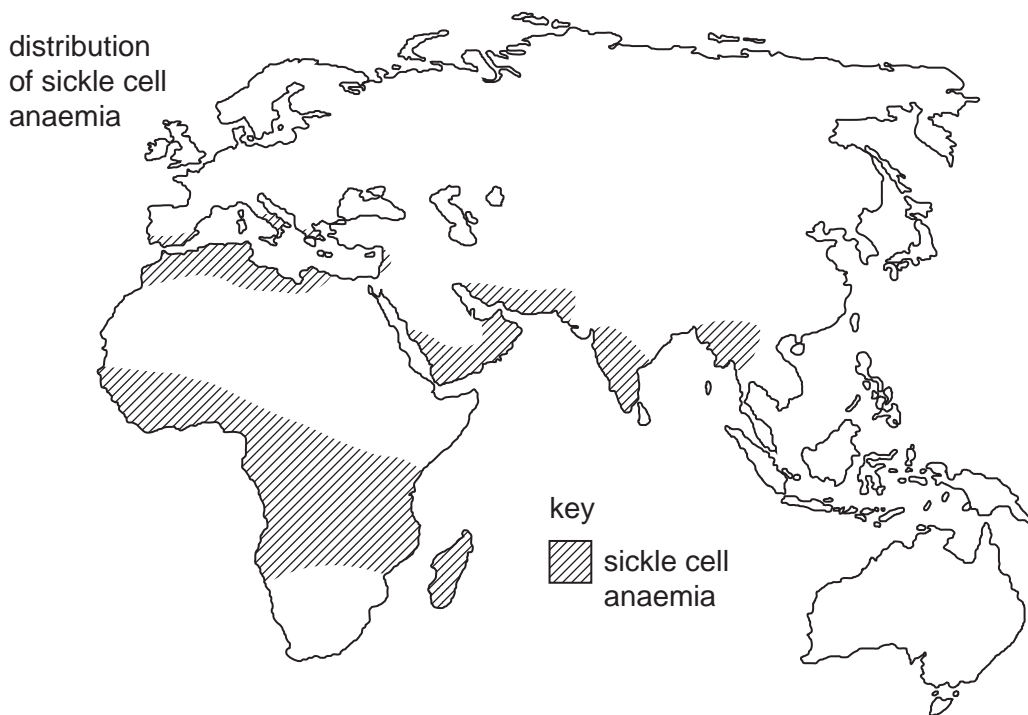 distribution
of sickle cell
anaemia
key
sickle cell
anaemia